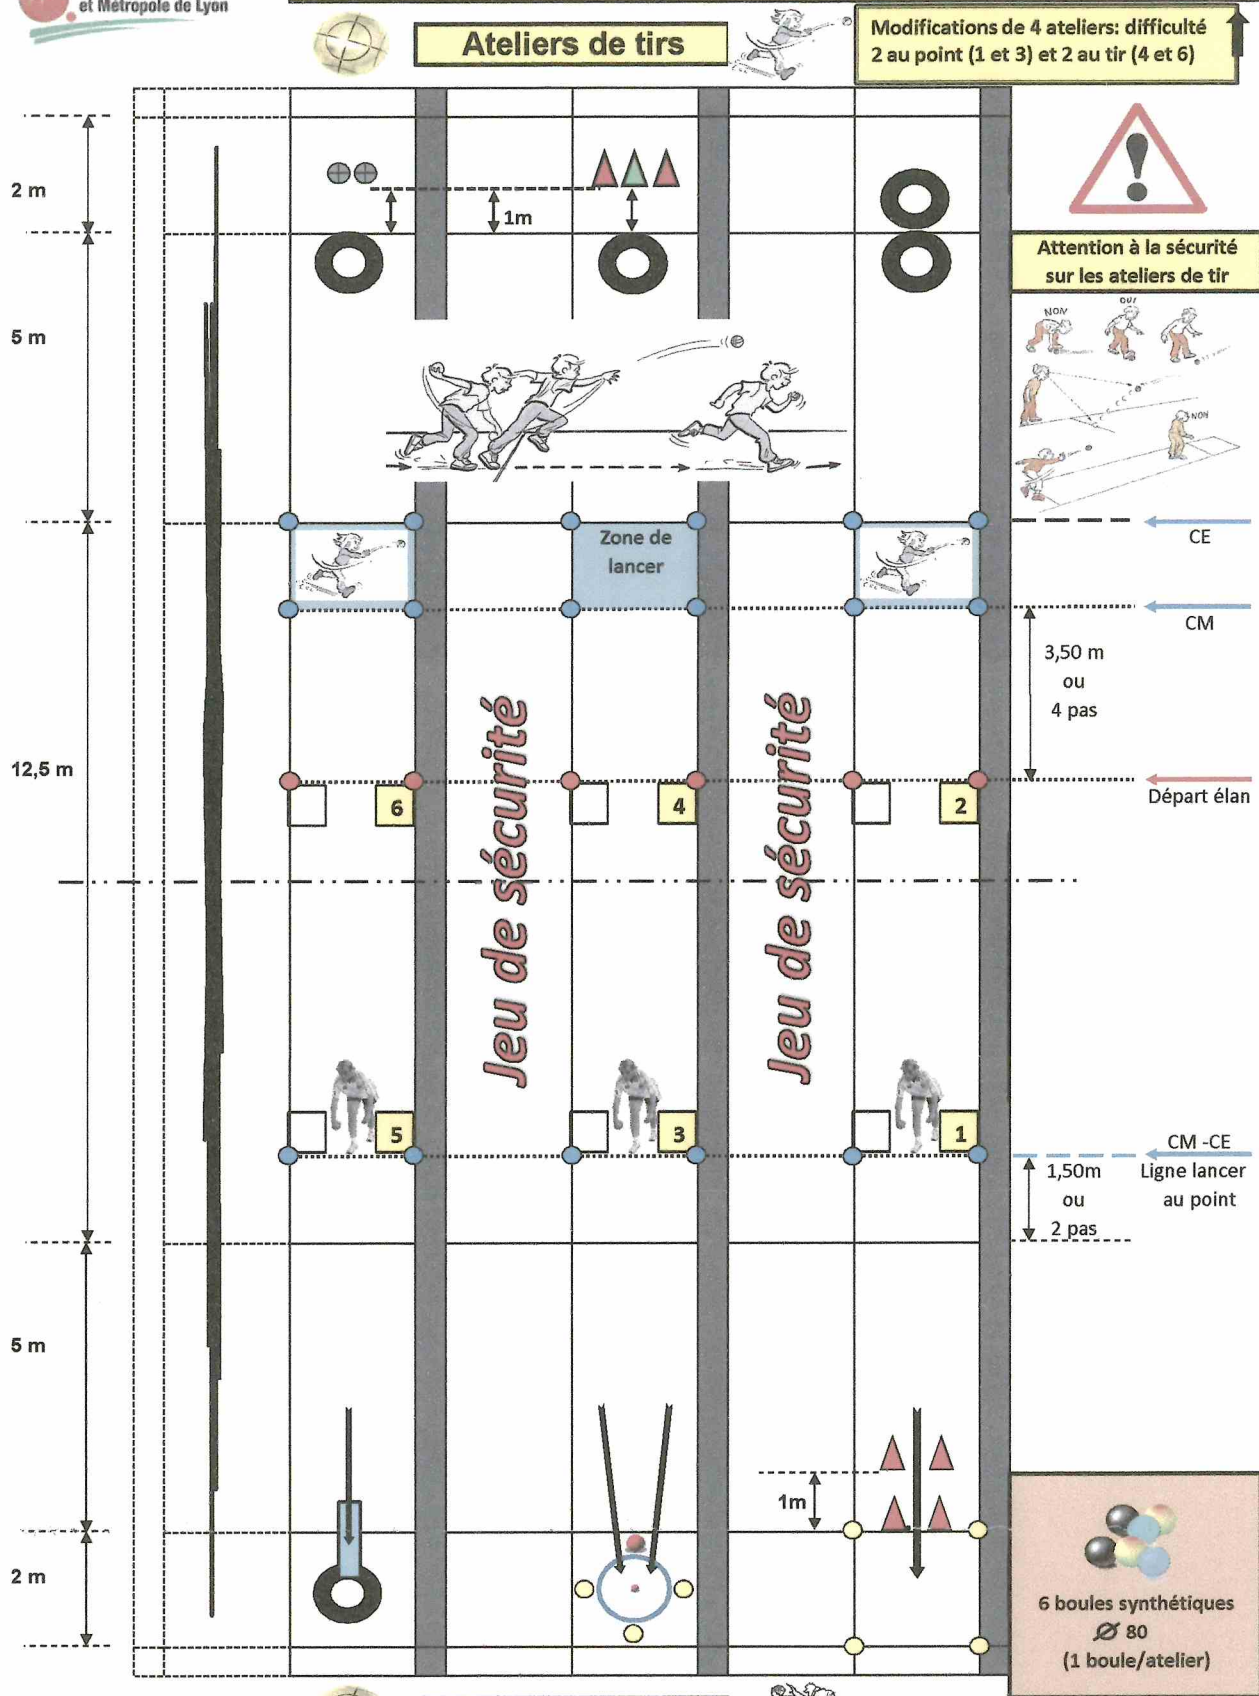 et Métropole de Lyon
Ateliers de tirs
Modifications de 4 ateliers: difficulté
2 au point (1 et 3) et 2 au tir (4 et 6)
2 m
1m
Attention à la sécurité
sur les ateliers de tir
5 m
NON
OUI
NON
Zone de
lancer
CE
CM
3,50 m
ou
4 pas
12,5 m
Départ élan
6
4
2
Jeu de sécurité
Jeu de sécurité
5
3
1
CM -CE
Ligne lancer
au point
1,50m
ou
2 pas
5 m
1m
2 m
6 boules synthétiques
Ø 80
(1 boule/atelier)